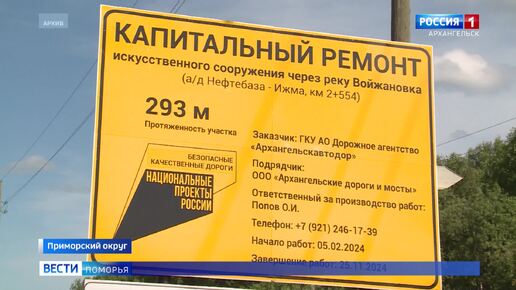 АРХИВ
РОССИЯ 1
АРХАНГЕЛЬСК
КАПИТАЛЬНЫЙ РЕМОНТ
искусственного сооружения через реку Войжановка
(а/д Нефтебаза - Ижма, км 2+554)
293 м
Протяженность участка
БЕЗОПАСНЫЕ
КАЧЕСТВЕННЫЕ ДОРОГИ
НАЦИОНАЛЬНЫЕ
ПРОЕКТЫ
РОССИИ
Заказчик: ГКУ АО Дорожное агентство
«Архангельскавтодор»
Подрядчик:
ООО «Архангельские дороги и мосты»
Ответственный за производство работ:
Попов О.И.
Телефон: +7 (921) 246-17-39
Начало работ: 05.02.2024
Завершение работ: 25.11.2024
Приморский округ
ВЕСТИ ПОМОРЬЯ